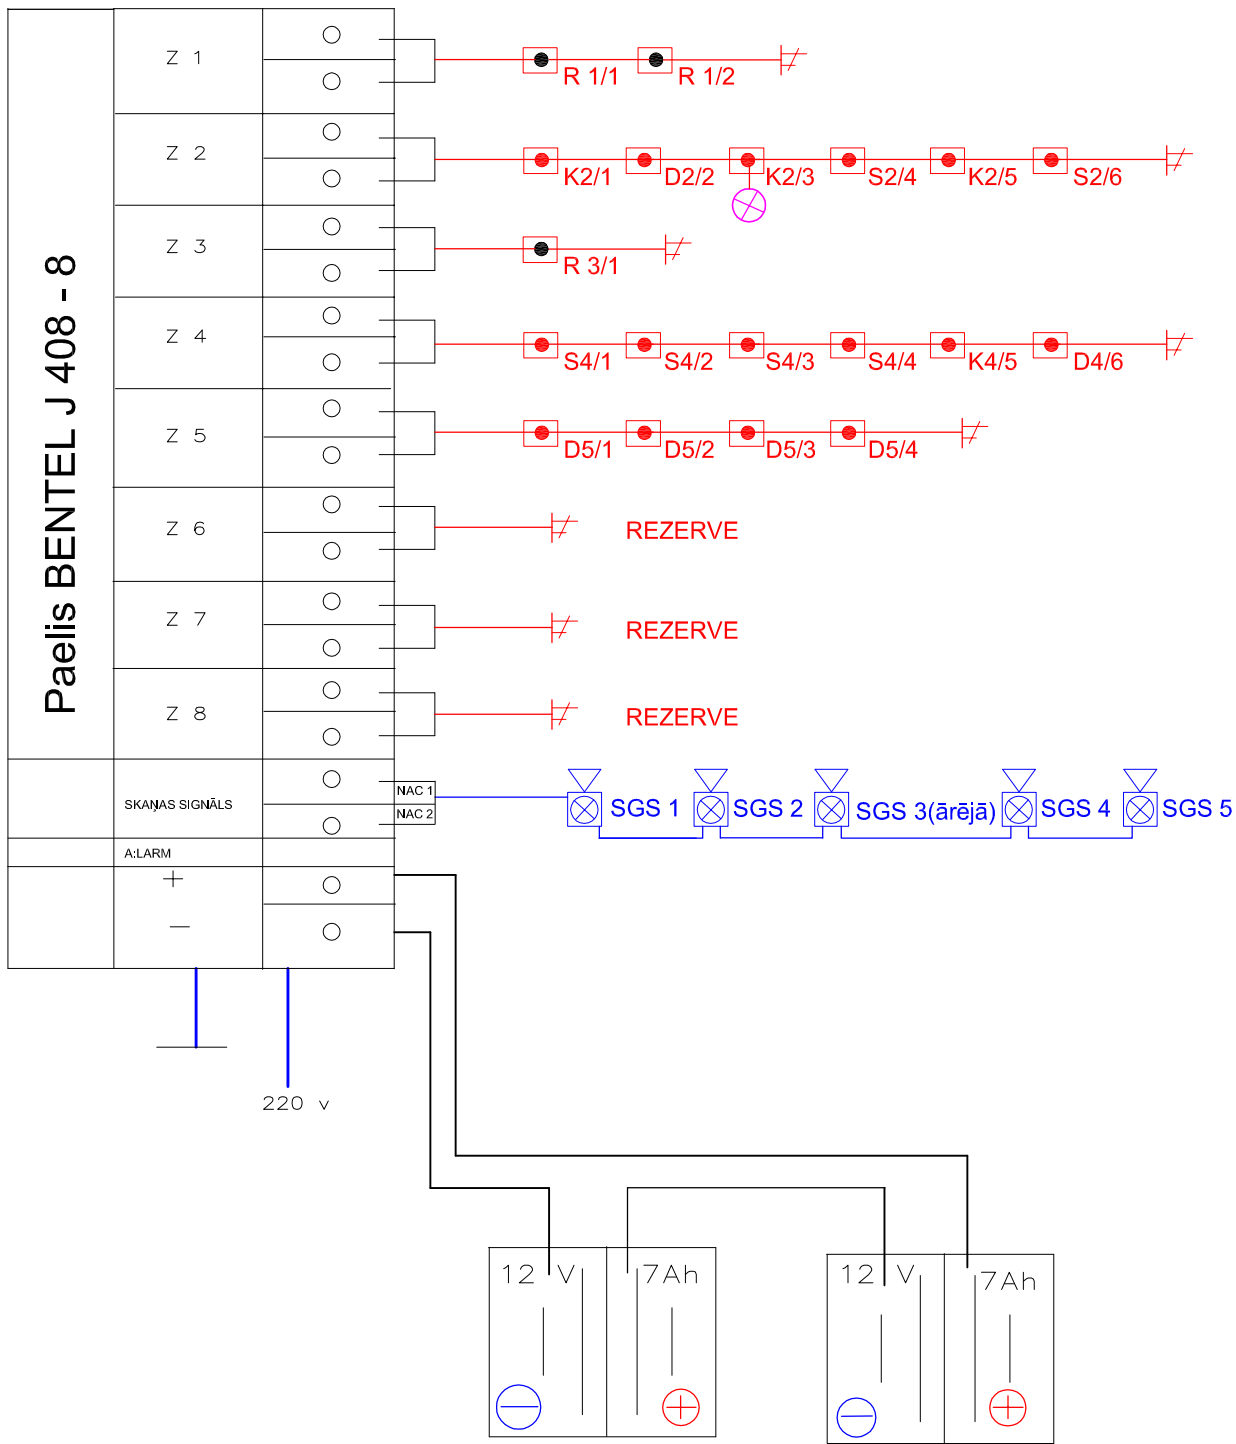 Paelis BENTEL J 408 - 8
Z 1
R 1/1 R 1/2
Z 2
K2/1 D2/2 K2/3 S2/4 K2/5 S2/6
Z 3
R 3/1
Z 4
S4/1 S4/2 S4/3 S4/4 K4/5 D4/6
Z 5
D5/1 D5/2 D5/3 D5/4
Z 6
REZERVE
Z 7
REZERVE
Z 8
REZERVE
SKAŅAS SIGNĀLS
NAC 1
NAC 2
SGS 1 SGS 2 SGS 3(ārējā) SGS 4 SGS 5
A:LARM
+
–
220 v
12 V 7Ah
12 V 7Ah